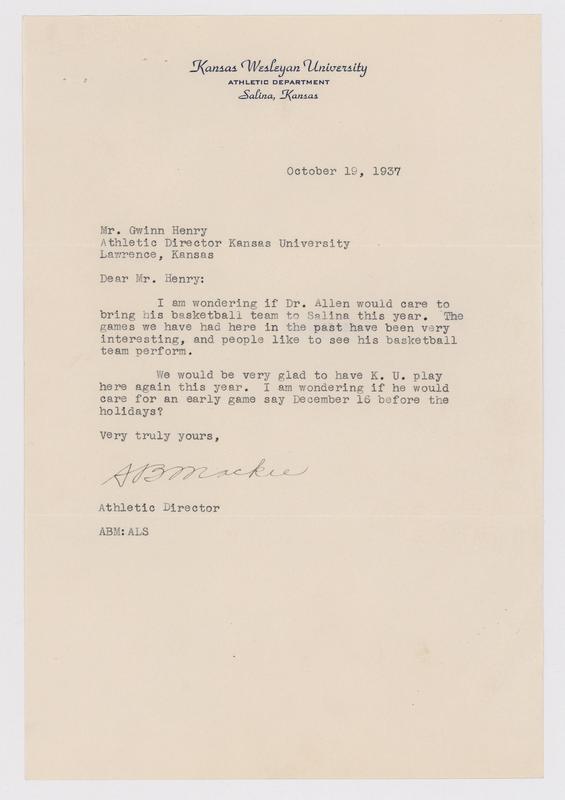 Kansas Wesleyan University
ATHLETIC DEPARTMENT
Salina, Kansas
October 19, 1937
Mr. Gwinn Henry
Athletic Director Kansas University
Lawrence, Kansas
Dear Mr. Henry:
I am wondering if Dr. Allen would care to
bring his basketball team to Salina this year. The
games we have had here in the past have been very
interesting, and people like to see his basketball
team perform.
We would be very glad to have K. U. play
here again this year. I am wondering if he would
care for an early game say December 16 before the
holidays?
Very truly yours,
A B Mackie
Athletic Director
ABM:ALS